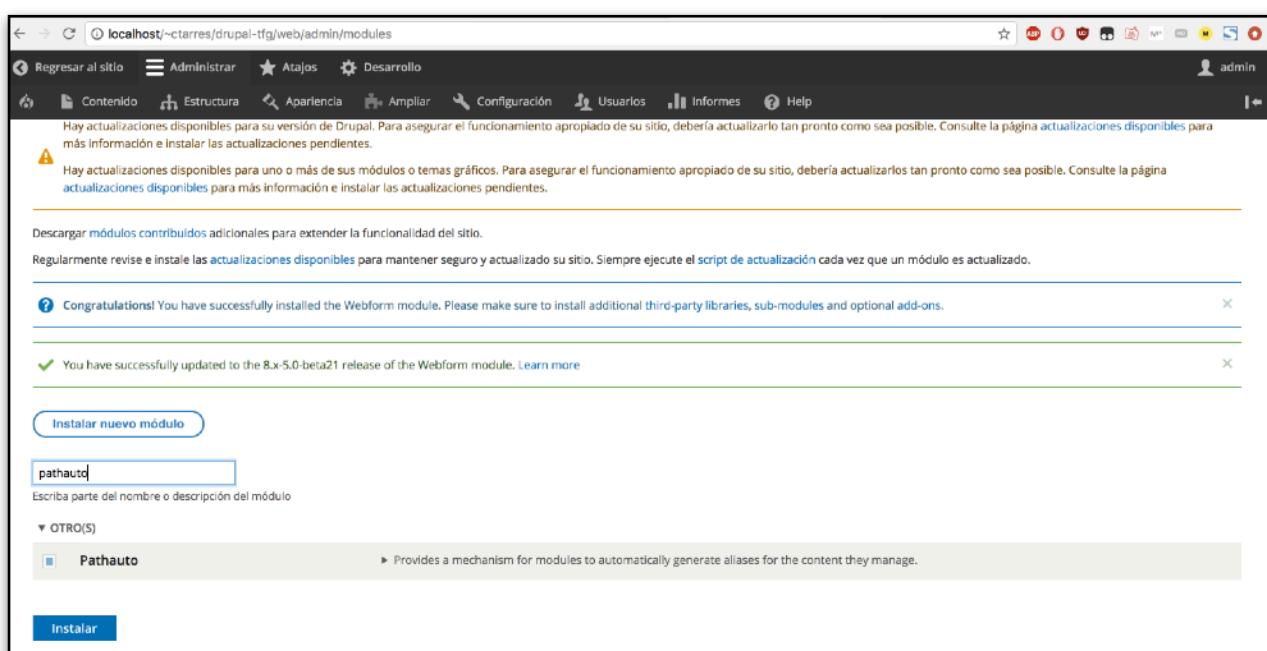 localhost/~ctarres/drupal-tfg/web/admin/modules
Regresar al sitio Administrar Atajos Desarrollo admin
Contenido Estructura Apariencia Ampliar Configuración Usuarios Informes Help
Hay actualizaciones disponibles para su versión de Drupal. Para asegurar el funcionamiento apropiado de su sitio, debería actualizarlo tan pronto como sea posible. Consulte la página actualizaciones disponibles para
más información e instalar las actualizaciones pendientes.
Hay actualizaciones disponibles para uno o más de sus módulos o temas gráficos. Para asegurar el funcionamiento apropiado de su sitio, debería actualizarlos tan pronto como sea posible. Consulte la página
actualizaciones disponibles para más información e instalar las actualizaciones pendientes.
Descargar módulos contribuidos adicionales para extender la funcionalidad del sitio.
Regularmente revise e instale las actualizaciones disponibles para mantener seguro y actualizado su sitio. Siempre ejecute el script de actualización cada vez que un módulo es actualizado.
Congratulations! You have successfully installed the Webform module. Please make sure to install additional third-party libraries, sub-modules and optional add-ons.
You have successfully updated to the 8.x-5.0-beta21 release of the Webform module. Learn more
Instalar nuevo módulo
pathauto
Escriba parte del nombre o descripción del módulo
OTRO(S)
Pathauto Provides a mechanism for modules to automatically generate aliases for the content they manage.
Instalar